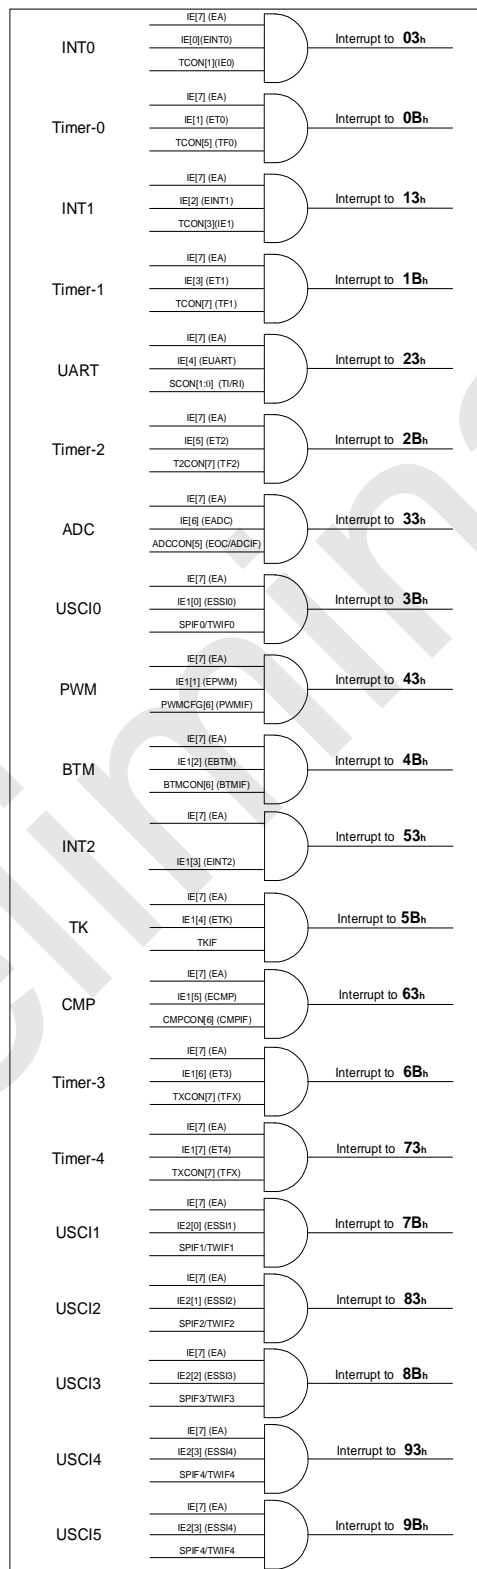 IE[7] (EA)
INT0 IE[0](EINT0) Interrupt to 03h
TCON[1](IE0)
IE[7] (EA)
Timer-0 IE[1] (ET0) Interrupt to 0Bh
TCON[5] (TF0)
IE[7] (EA)
INT1 IE[2] (EINT1) Interrupt to 13h
TCON[3](IE1)
IE[7] (EA)
Timer-1 IE[3] (ET1) Interrupt to 1Bh
TCON[7] (TF1)
IE[7] (EA)
UART IE[4] (EUART) Interrupt to 23h
SCON[1:0] (TI/RI)
IE[7] (EA)
Timer-2 IE[5] (ET2) Interrupt to 2Bh
T2CON[7] (TF2)
IE[7] (EA)
ADC IE[6] (EADC) Interrupt to 33h
ADCCON[5] (EOC/ADCIF)
IE[7] (EA)
USCI0 IE1[0] (ESSI0) Interrupt to 3Bh
SPIF0/TWIF0
IE[7] (EA)
PWM IE1[1] (EPWM) Interrupt to 43h
PWMCFG[6] (PWMIF)
IE[7] (EA)
BTM IE1[2] (EBTM) Interrupt to 4Bh
BTMCON[6] (BTMIF)
IE[7] (EA)
INT2 Interrupt to 53h
IE1[3] (EINT2)
IE[7] (EA)
TK IE1[4] (ETK) Interrupt to 5Bh
TKIF
IE[7] (EA)
CMP IE1[5] (ECMP) Interrupt to 63h
CMPCON[6] (CMPIF)
IE[7] (EA)
Timer-3 IE1[6] (ET3) Interrupt to 6Bh
TXCON[7] (TFX)
IE[7] (EA)
Timer-4 IE1[7] (ET4) Interrupt to 73h
TXCON[7] (TFX)
IE[7] (EA)
USCI1 IE2[0] (ESSI1) Interrupt to 7Bh
SPIF1/TWIF1
IE[7] (EA)
USCI2 IE2[1] (ESSI2) Interrupt to 83h
SPIF2/TWIF2
IE[7] (EA)
USCI3 IE2[2] (ESSI3) Interrupt to 8Bh
SPIF3/TWIF3
IE[7] (EA)
USCI4 IE2[3] (ESSI4) Interrupt to 93h
SPIF4/TWIF4
IE[7] (EA)
USCI5 IE2[3] (ESSI4) Interrupt to 9Bh
SPIF4/TWIF4